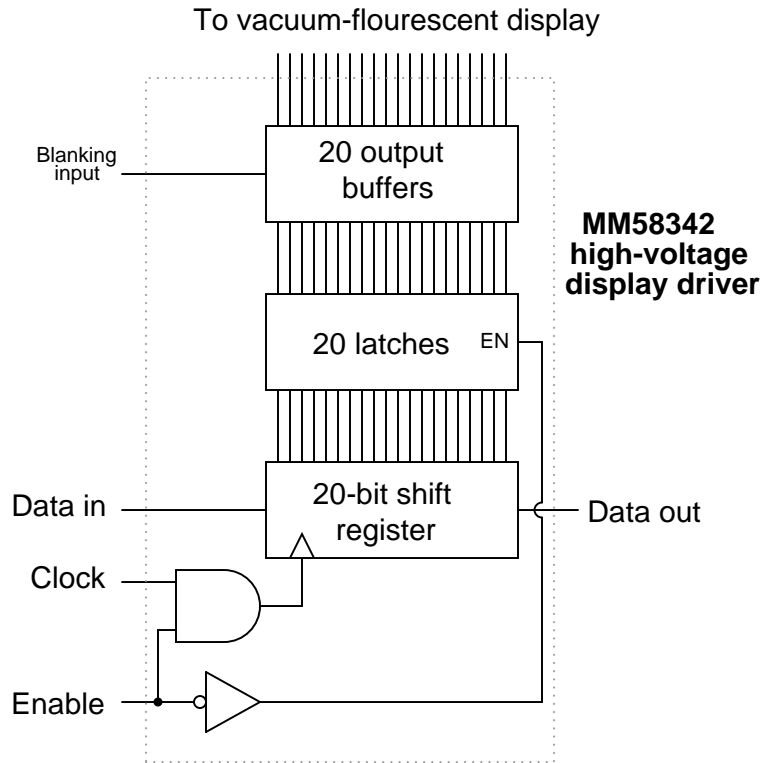 To vacuum-flourescent display
Blanking
input
20 output
buffers
MM58342
high-voltage
display driver
20 latches
EN
Data in
20-bit shift
register
Data out
Clock
Enable